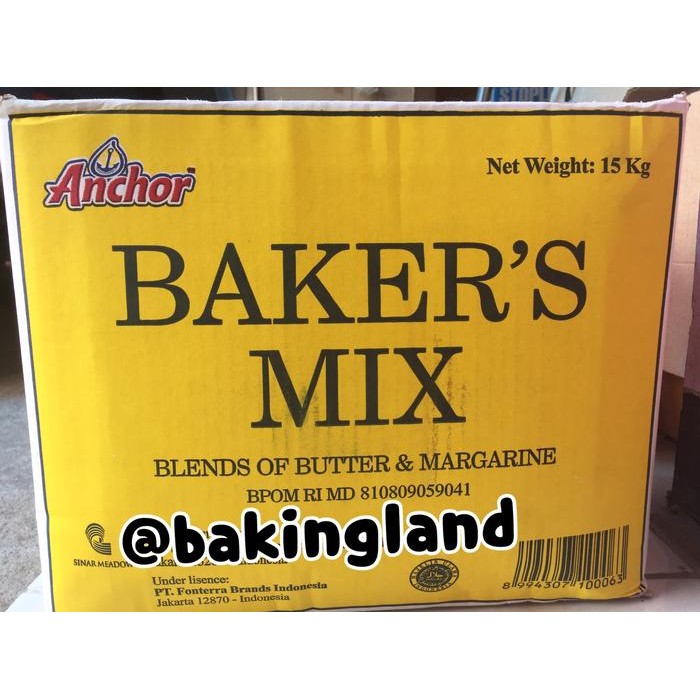 STOP!
Anchor
Net Weight: 15 Kg
BAKER'S
MIX
BLENDS OF BUTTER & MARGARINE
BPOM RI MD 810809059041
@bakingland
SINAR MEADOW
Under lisence:
PT. Fonterra Brands Indonesia
Jakarta 12870 - Indonesia
8 994307 100063